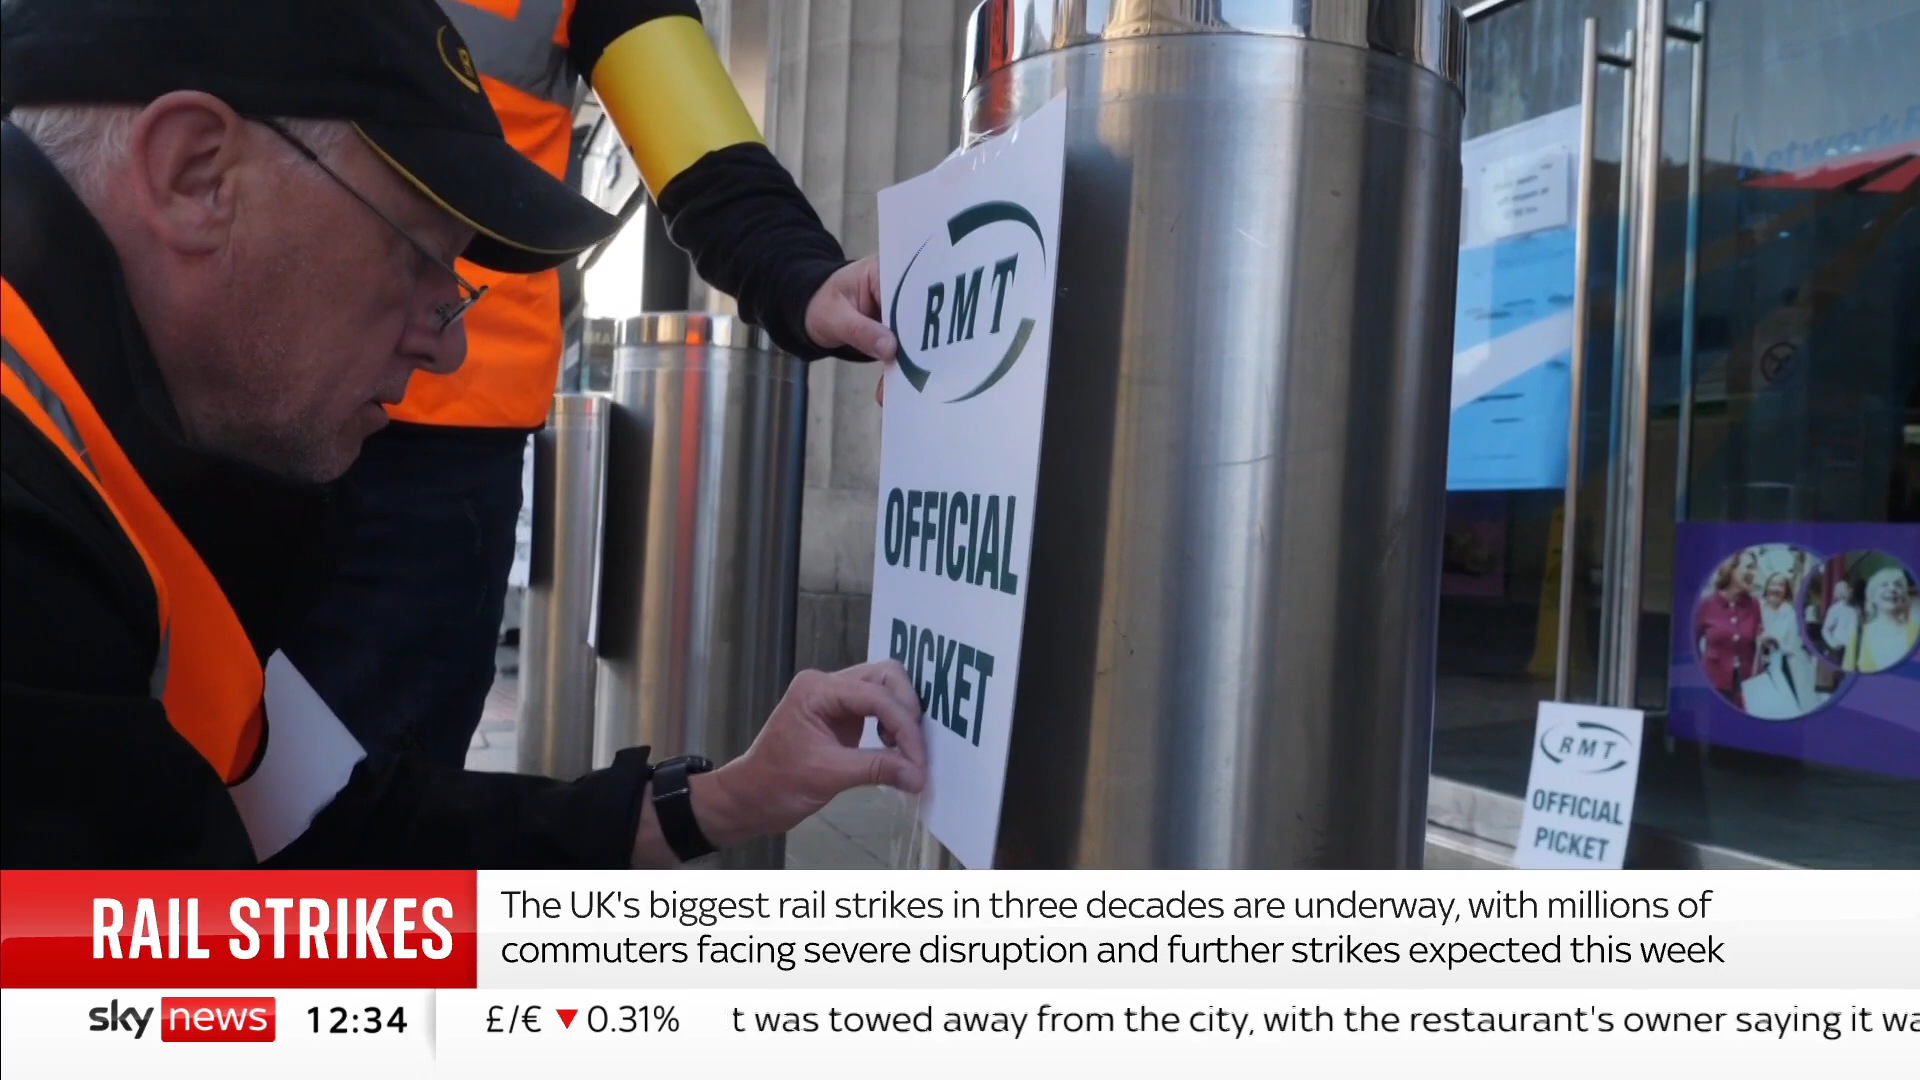 RMT
OFFICIAL
PICKET
RMT
OFFICIAL
PICKET
RAIL STRIKES
The UK's biggest rail strikes in three decades are underway, with millions of
commuters facing severe disruption and further strikes expected this week
sky news 12:34 £/€ ▼ 0.31% t was towed away from the city, with the restaurant's owner saying it wa